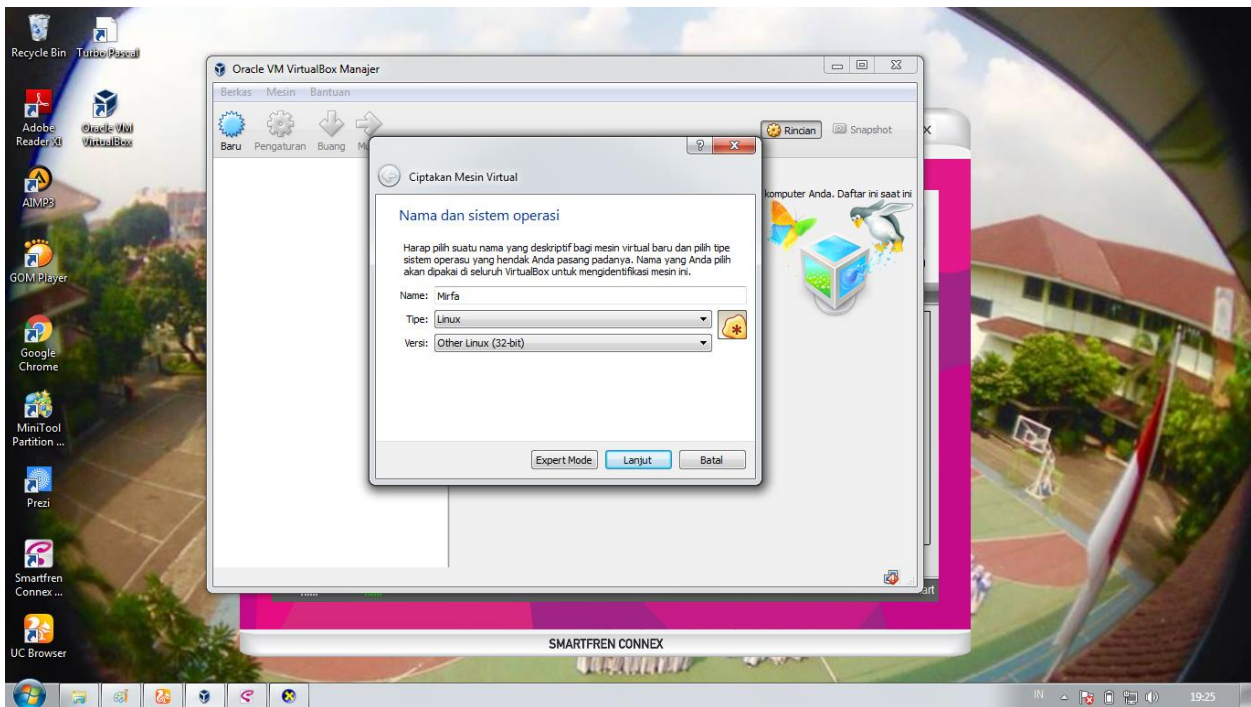 Recycle Bin
Turbo Pascal
Adobe
Reader XI
Oracle VM
VirtualBox
AIMP3
GOM Player
Google
Chrome
MiniTool
Partition ...
Prezi
Smartfren
Connex ...
UC Browser
Oracle VM VirtualBox Manajer
Berkas Mesin Bantuan
Baru Pengaturan Buang
Rincian Snapshot
komputer Anda. Daftar ini saat ini
Ciptakan Mesin Virtual
Nama dan sistem operasi
Harap pilih suatu nama yang deskriptif bagi mesin virtual baru dan pilih tipe
sistem operasu yang hendak Anda pasang padanya. Nama yang Anda pilih
akan dipakai di seluruh VirtualBox untuk mengidentifikasi mesin ini.
Name: Mirfa
Tipe: Linux
Versi: Other Linux (32-bit)
Expert Mode Lanjut Batal
SMARTFREN CONNEX
IN 19:25